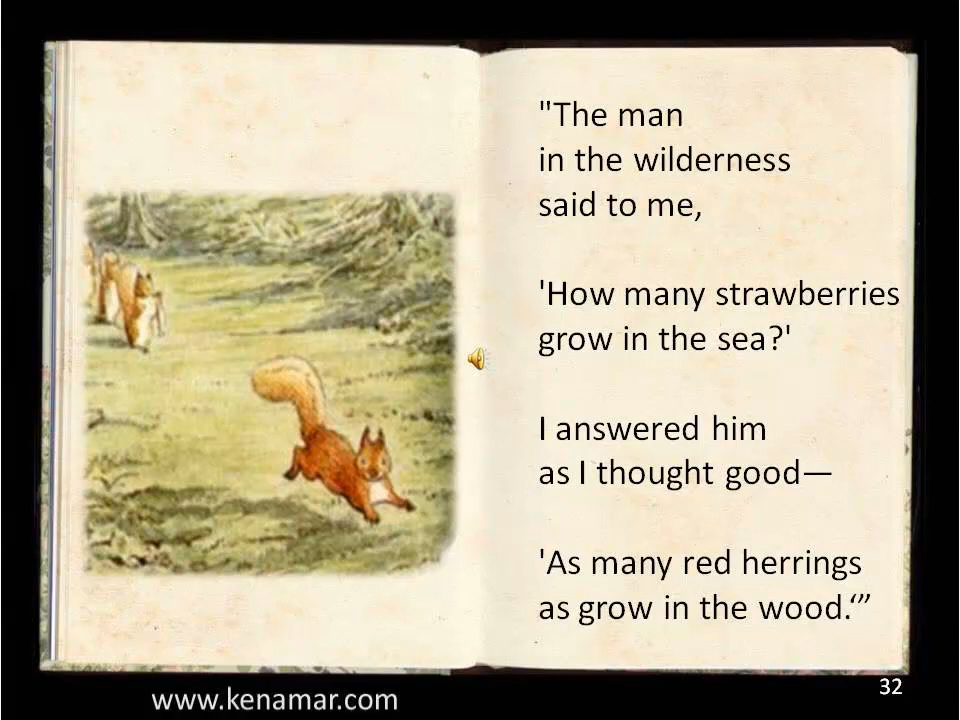 "The man
in the wilderness
said to me,
'How many strawberries
grow in the sea?'
I answered him
as I thought good—
'As many red herrings
as grow in the wood.‘”
www.kenamar.com
32